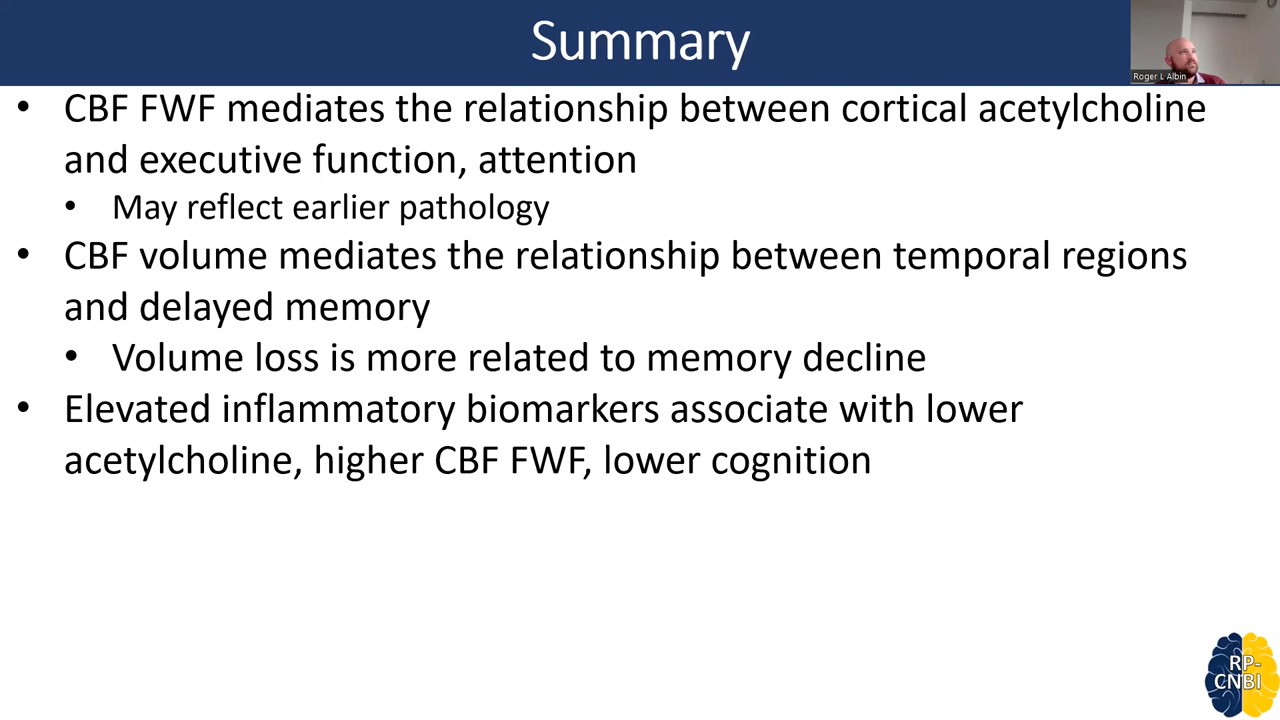 Summary
Roger L Albin
• CBF FWF mediates the relationship between cortical acetylcholine
and executive function, attention
• May reflect earlier pathology
• CBF volume mediates the relationship between temporal regions
and delayed memory
• Volume loss is more related to memory decline
• Elevated inflammatory biomarkers associate with lower
acetylcholine, higher CBF FWF, lower cognition
RP-
CNBI